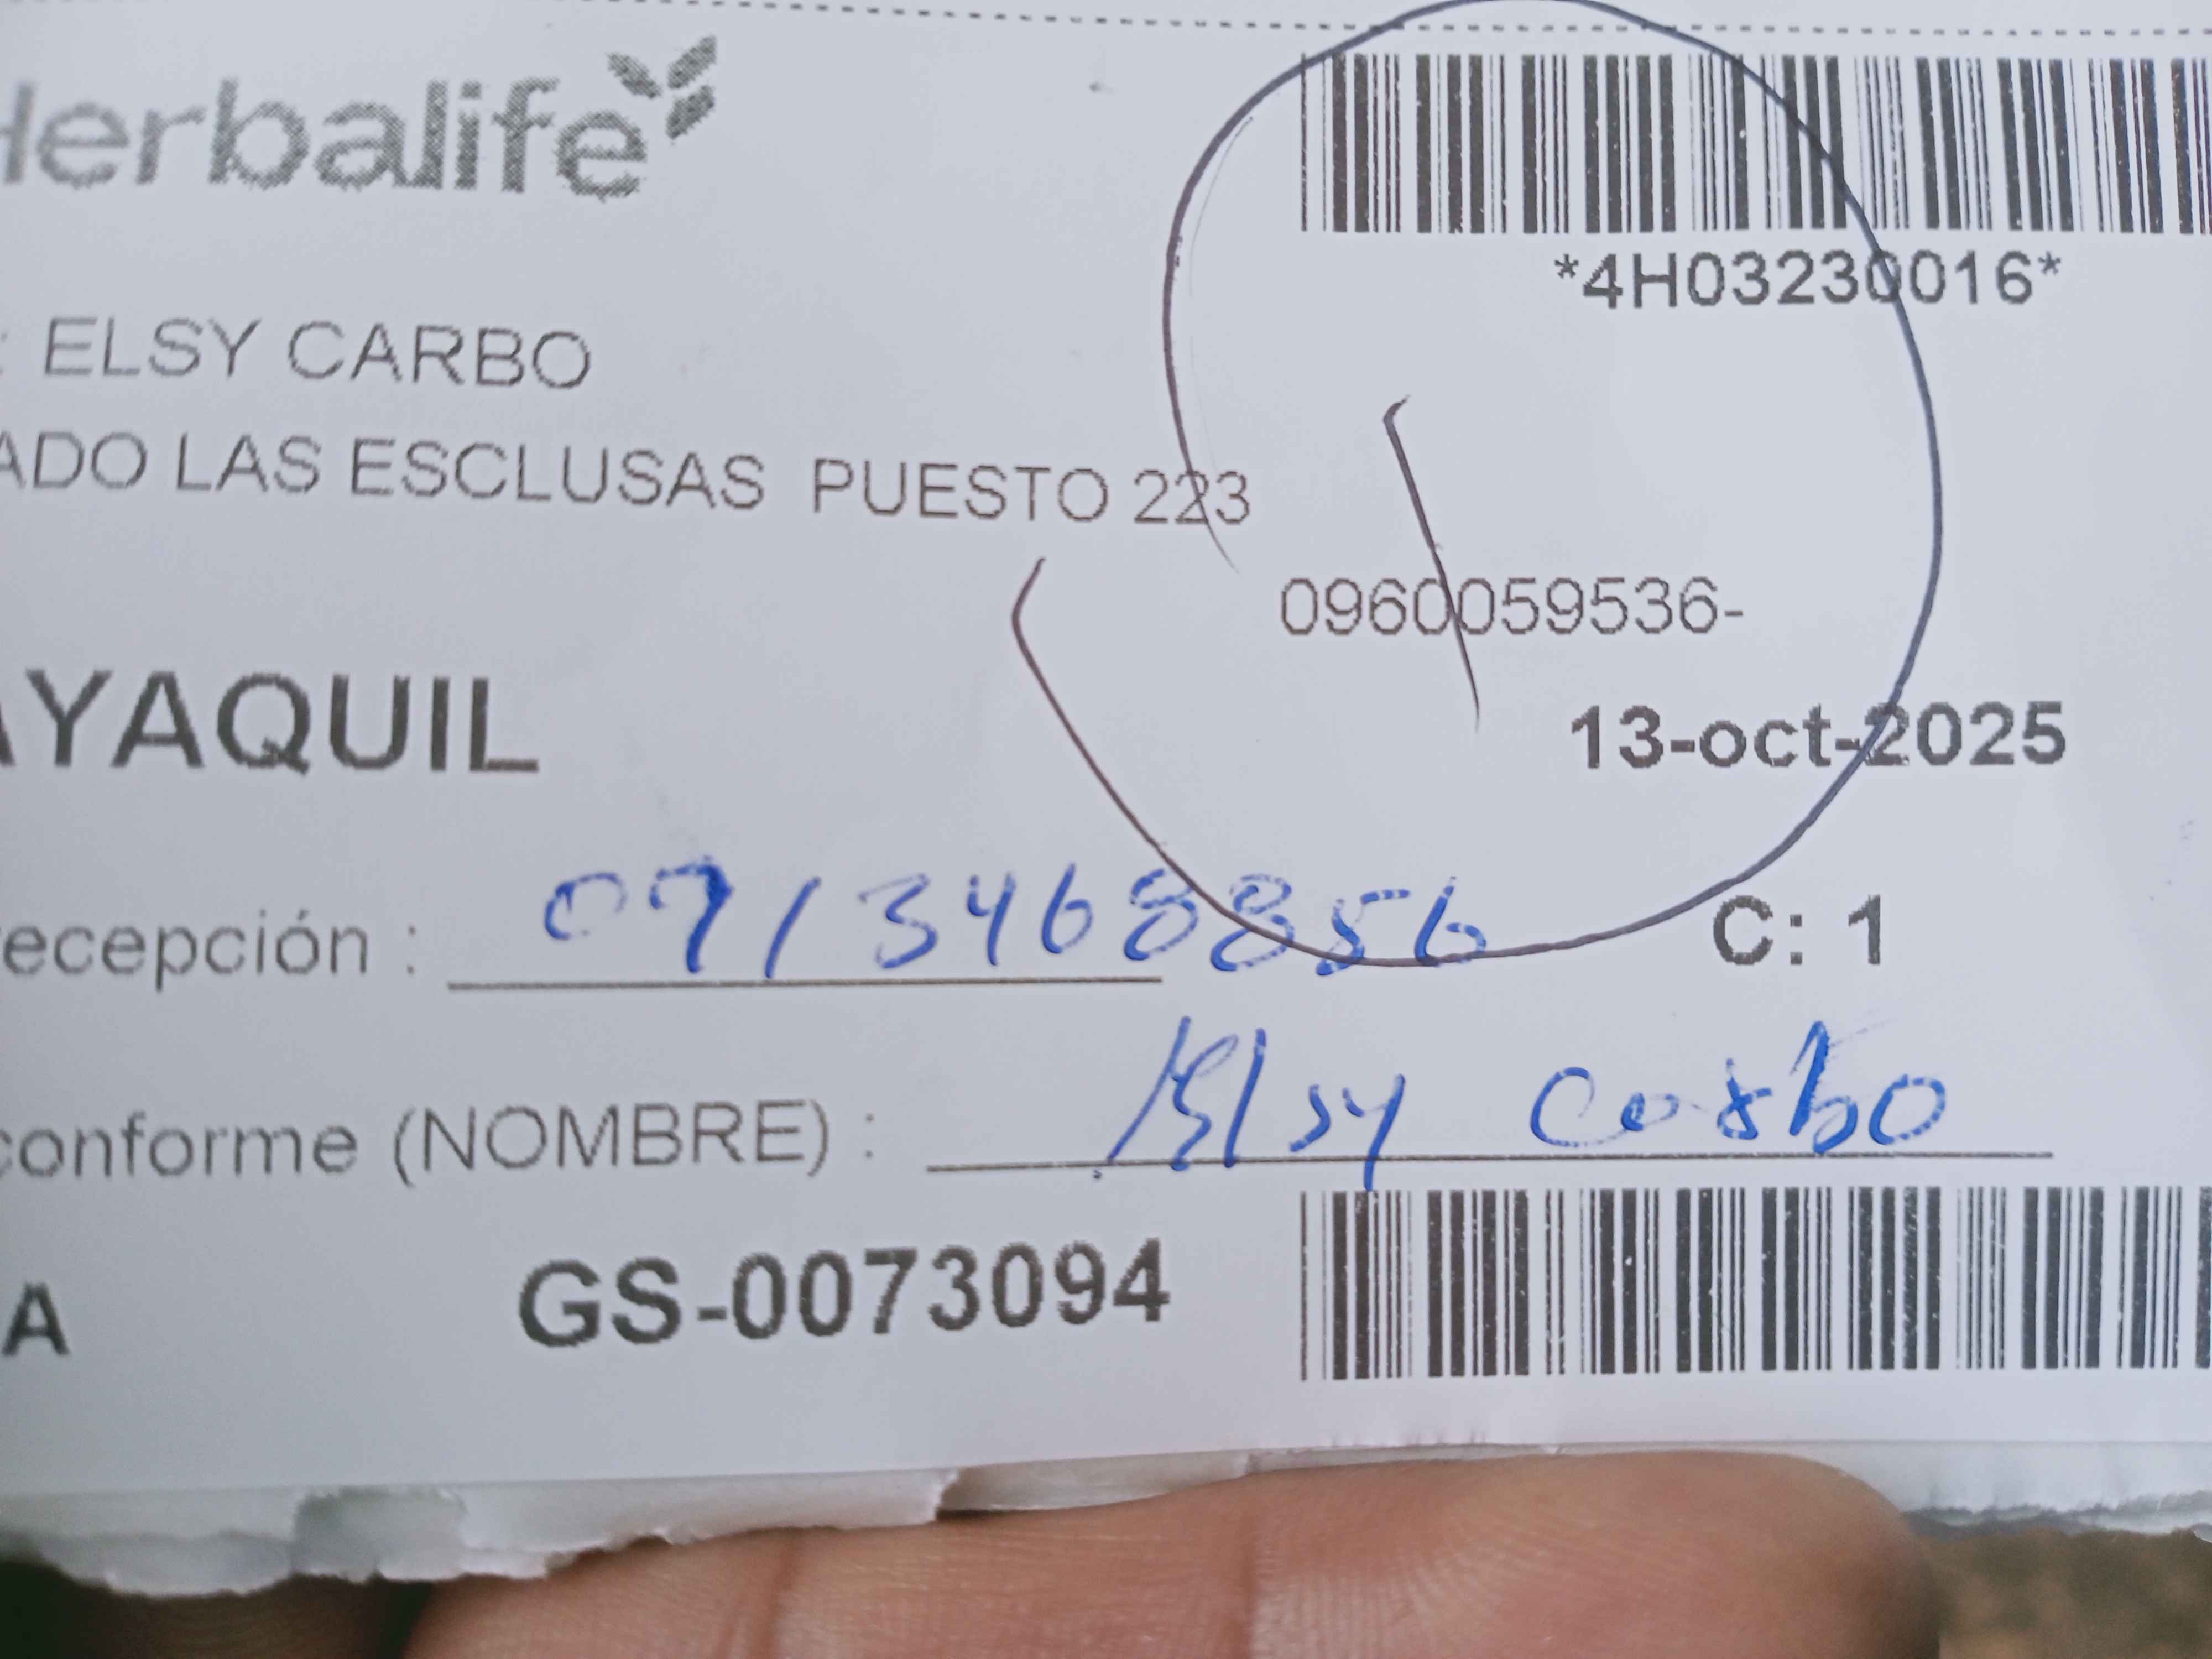 Herbalife
*4H03230016*
: ELSY CARBO
ADO LAS ESCLUSAS PUESTO 223
0960059536-
AYAQUIL
13-oct-2025
ecepción : 0713468856
C: 1
conforme (NOMBRE) : Elsy Carbo
A GS-0073094